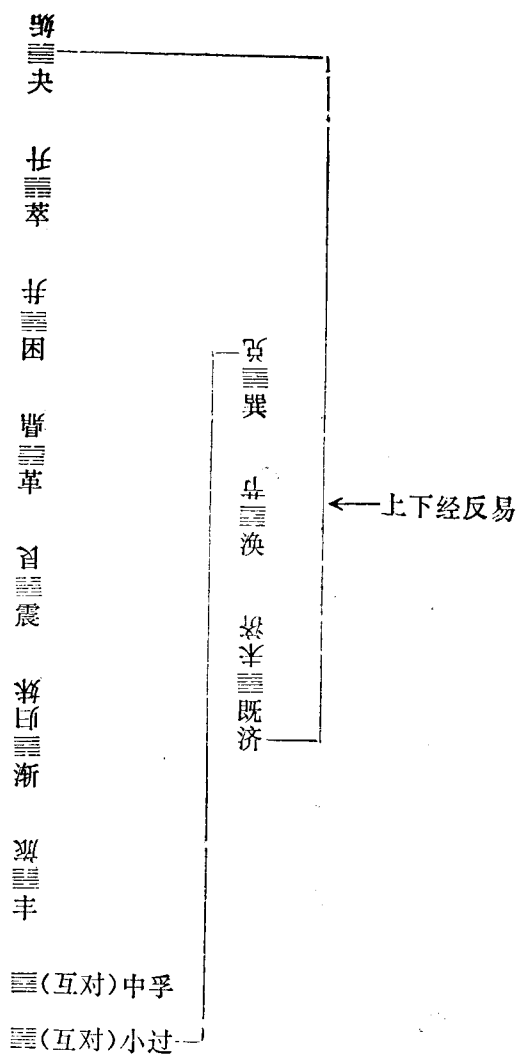 姤
䷪
夬
升
䷬
萃
井
䷮
困
鼎
䷰
革
艮
䷲
震
归妹
䷴
渐
旅
䷶
丰
䷼(互对)中孚
䷽(互对)小过
兑
䷸
巽
节
䷺
涣
未济
䷾
既济
←上下经反易